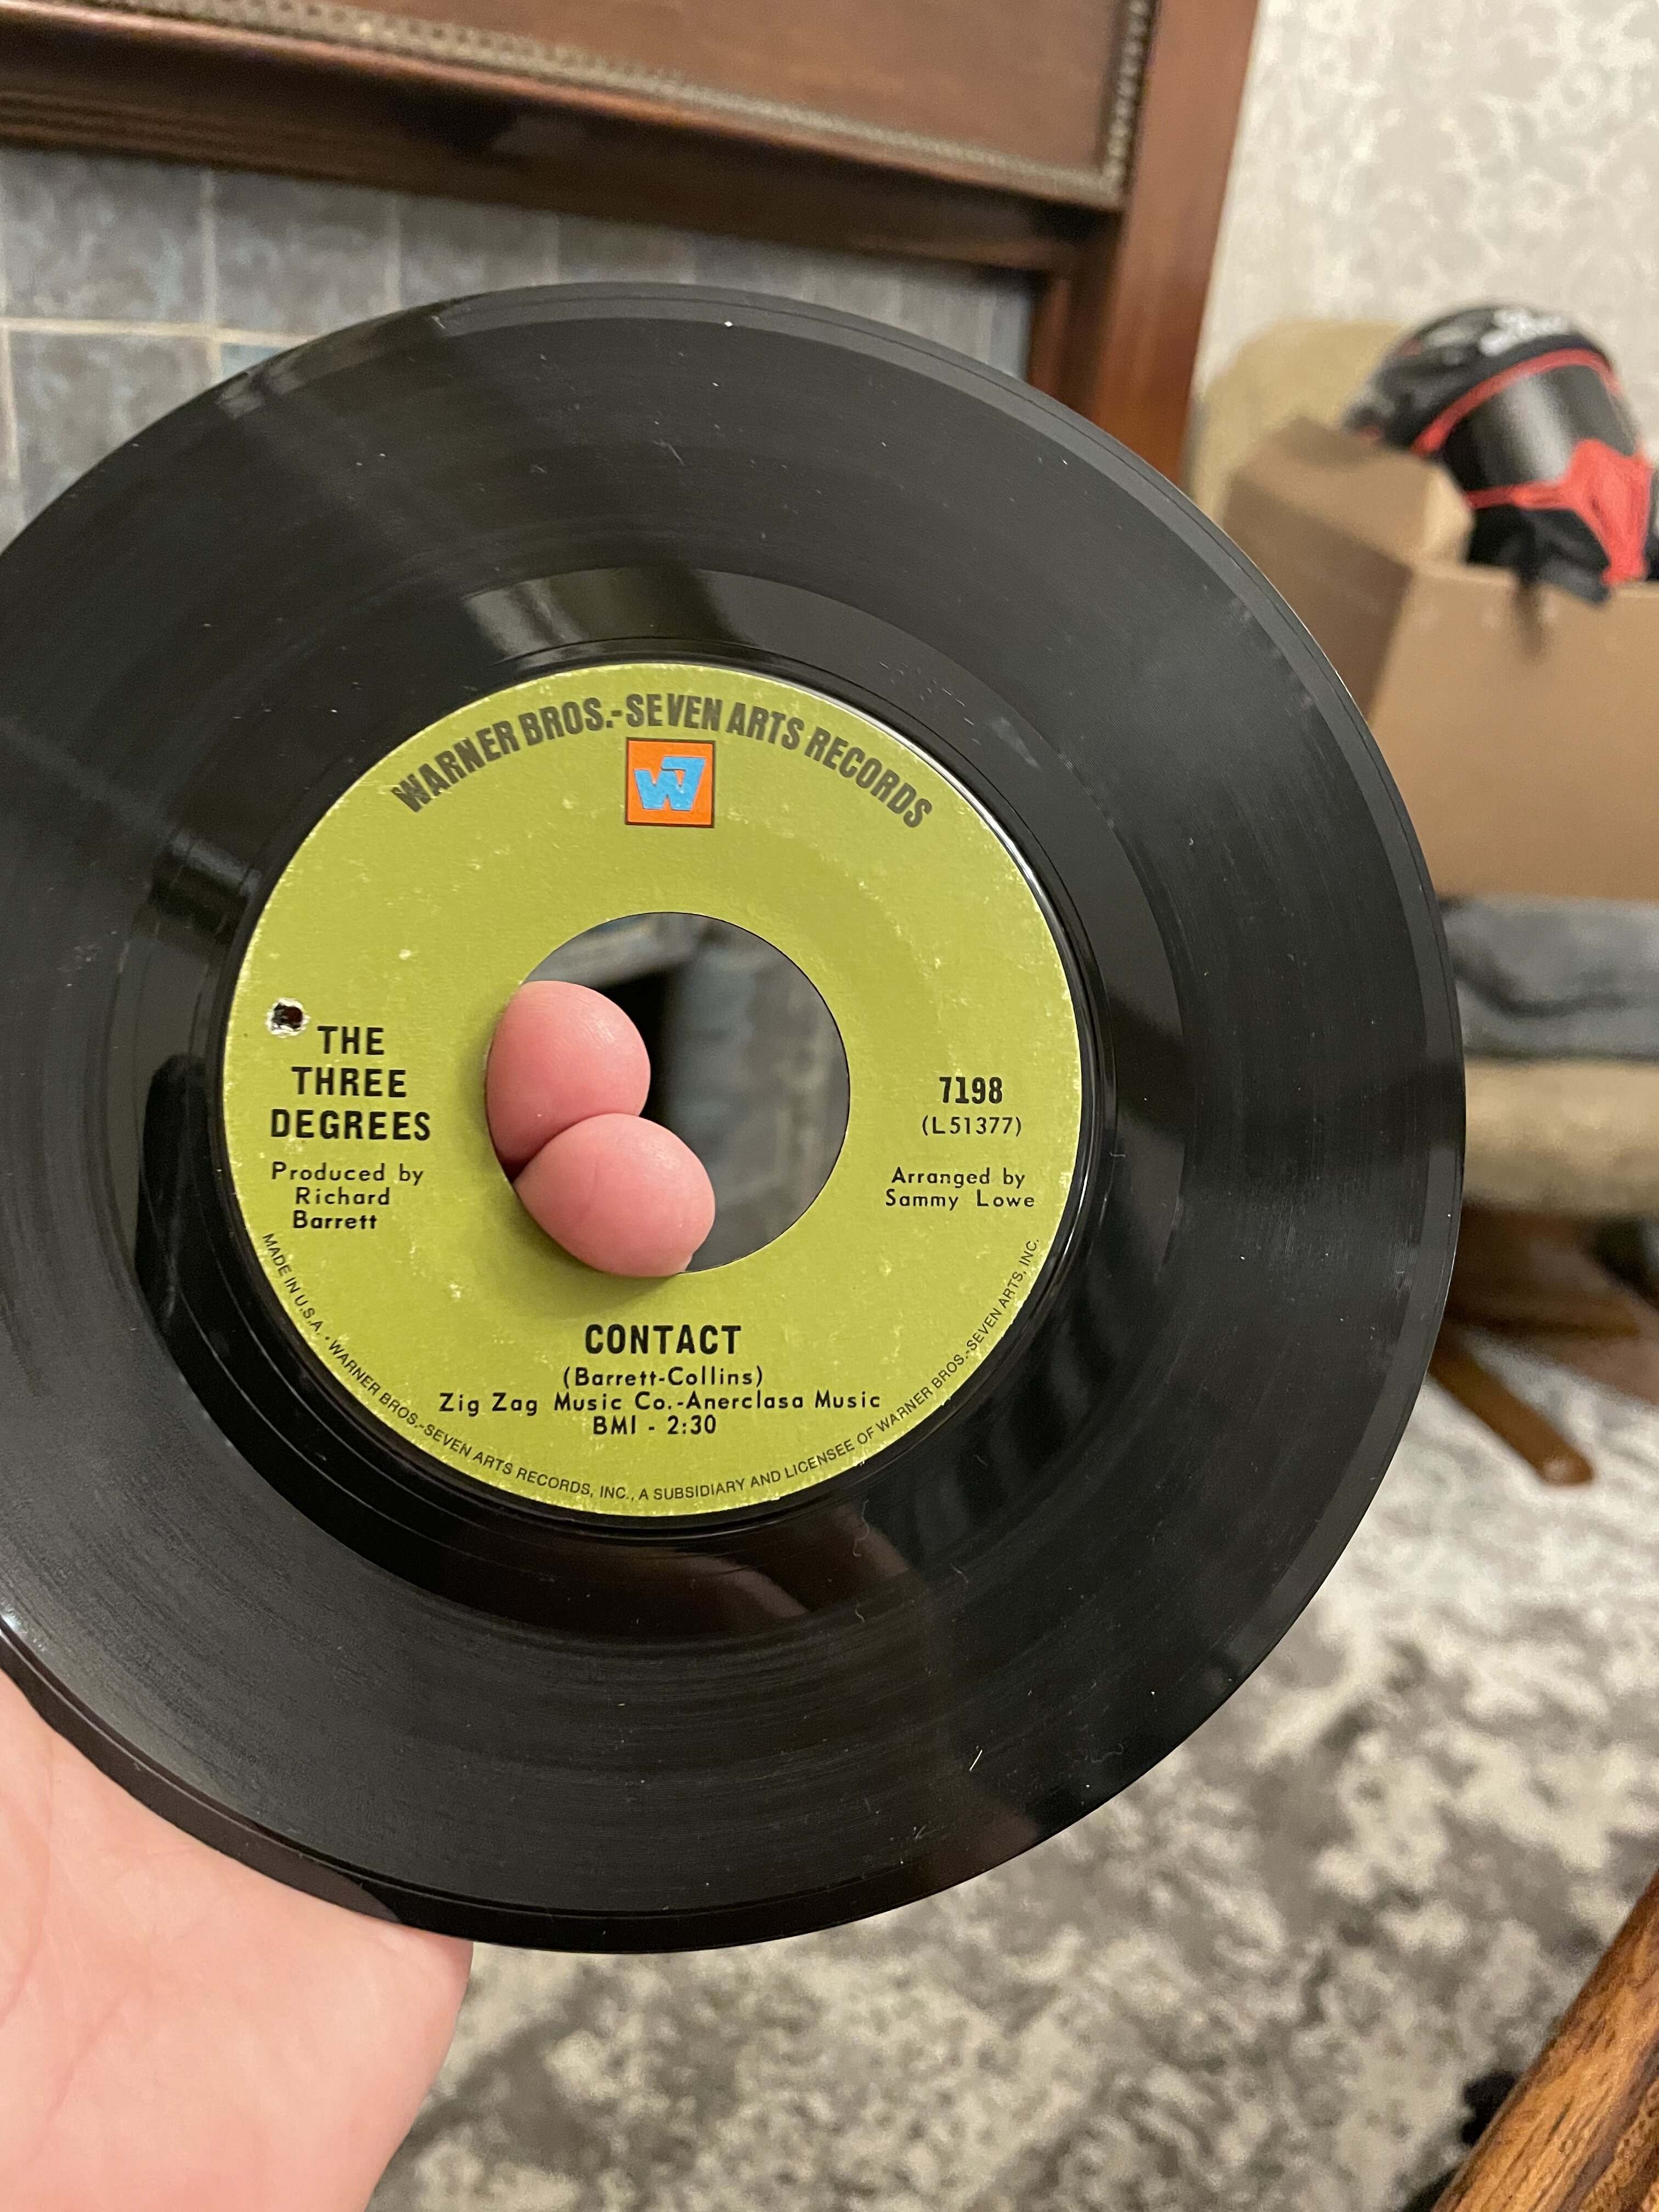 WARNER BROS.-SEVEN ARTS RECORDS
W7
THE
THREE
DEGREES
Produced by
Richard
Barrett
7198
(L51377)
Arranged by
Sammy Lowe
CONTACT
(Barrett-Collins)
Zig Zag Music Co.-Anerclasa Music
BMI - 2:30
MADE IN U.S.A. • WARNER BROS.-SEVEN ARTS RECORDS, INC., A SUBSIDIARY AND LICENSEE OF WARNER BROS.-SEVEN ARTS, INC.